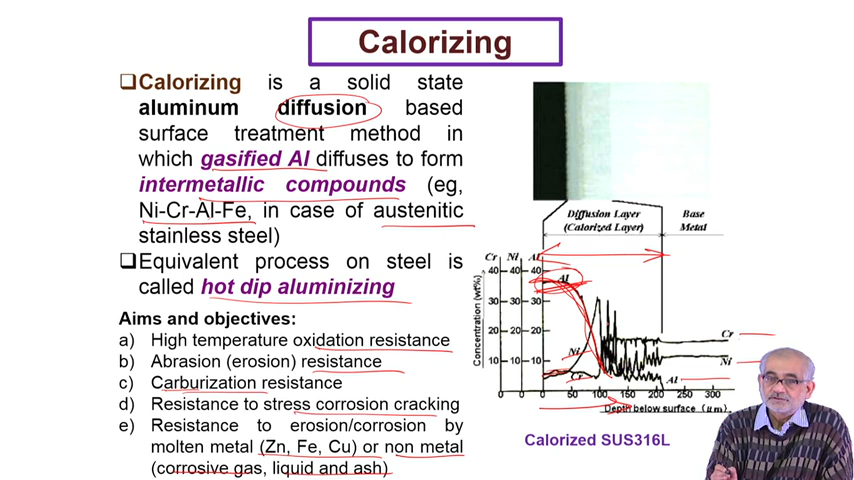 Calorizing
❑Calorizing is a solid state
aluminum diffusion based
surface treatment method in
which gasified Al diffuses to form
intermetallic compounds (eg,
Ni-Cr-Al-Fe, in case of austenitic
stainless steel)
❑Equivalent process on steel is
called hot dip aluminizing
Aims and objectives:
a) High temperature oxidation resistance
b) Abrasion (erosion) resistance
c) Carburization resistance
d) Resistance to stress corrosion cracking
e) Resistance to erosion/corrosion by
molten metal (Zn, Fe, Cu) or non metal
(corrosive gas, liquid and ash)
Diffusion Layer
(Calorized Layer)
Base
Metal
Cr Ni Al
40 40 40
30 30 30
20 20 20
10 10 10
0 0 0 50 100 150 200 250 300
Concentration (wt%)
Al
Ni
Cr
Cr
Ni
Al
Depth below surface (μm)
Calorized SUS316L